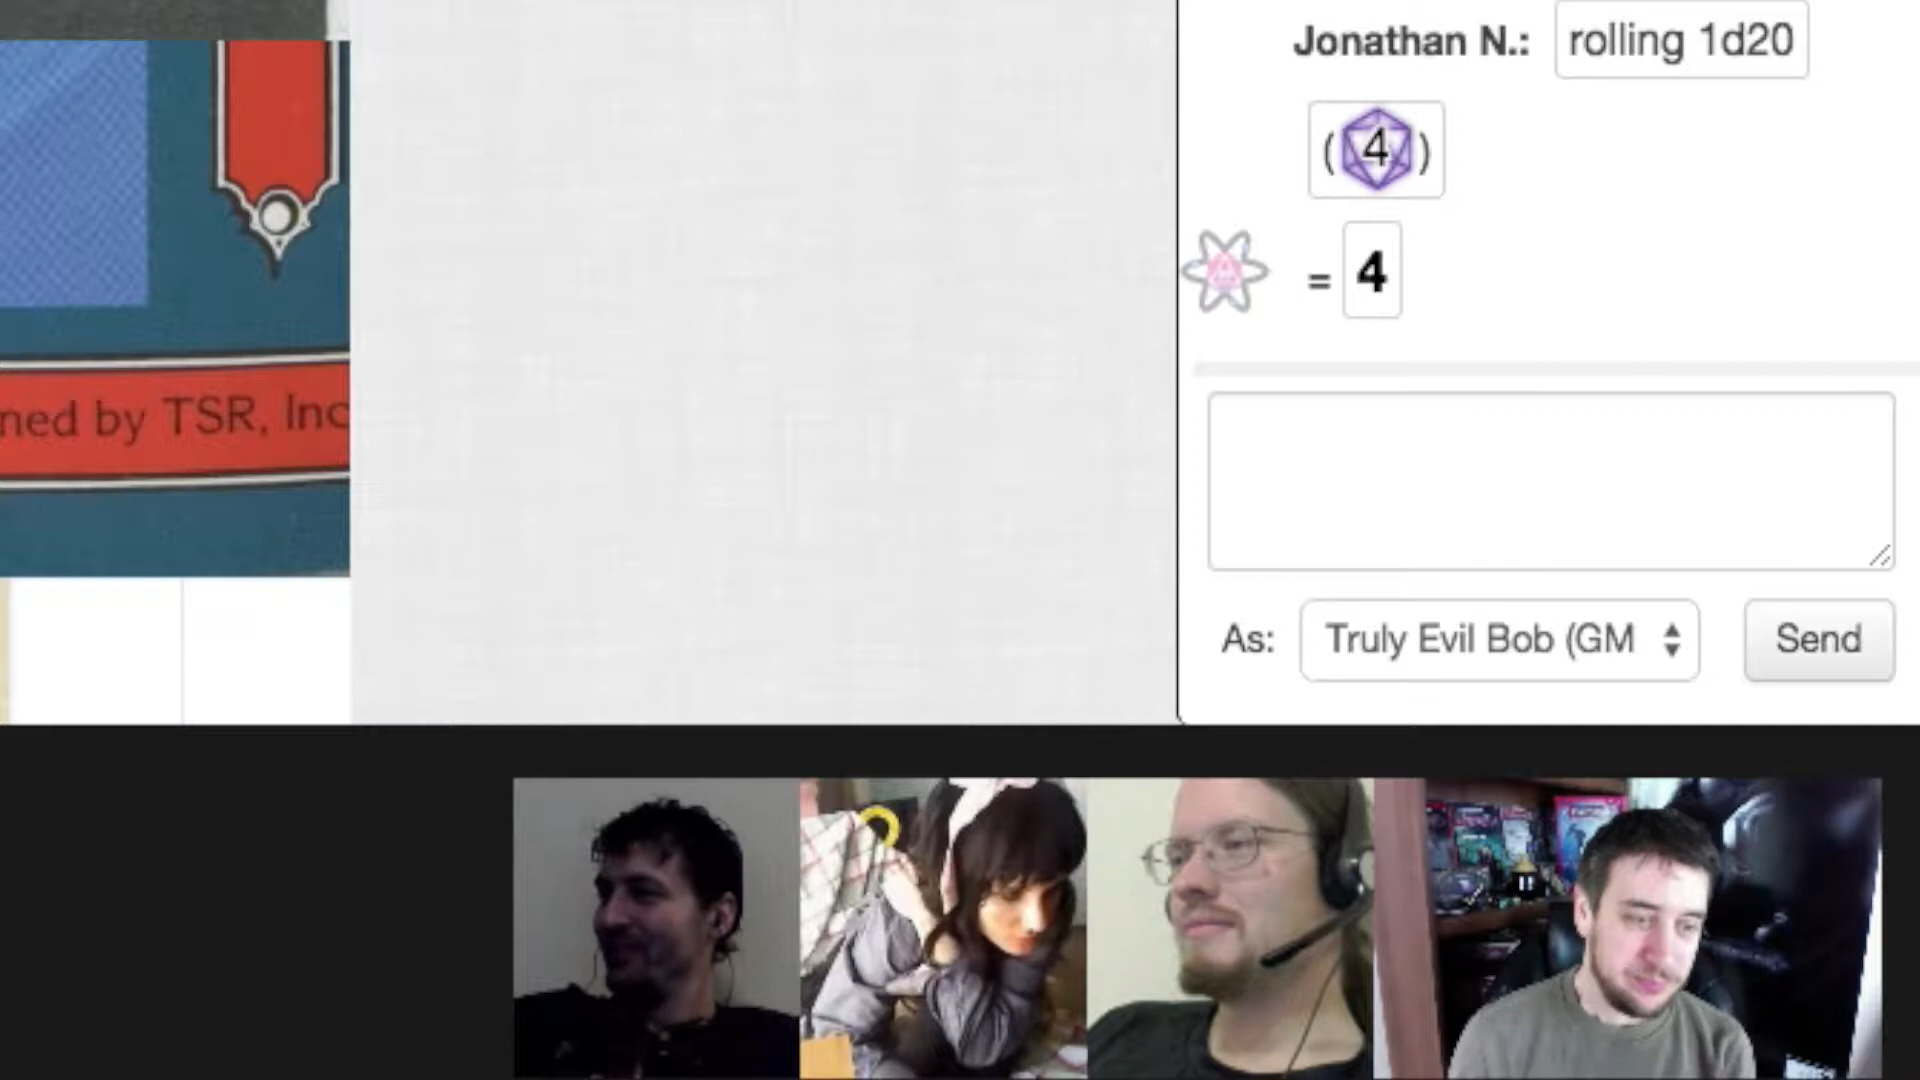 Jonathan N.: rolling 1d20
(4)
= 4
ned by TSR, Inc
As: Truly Evil Bob (GM Send